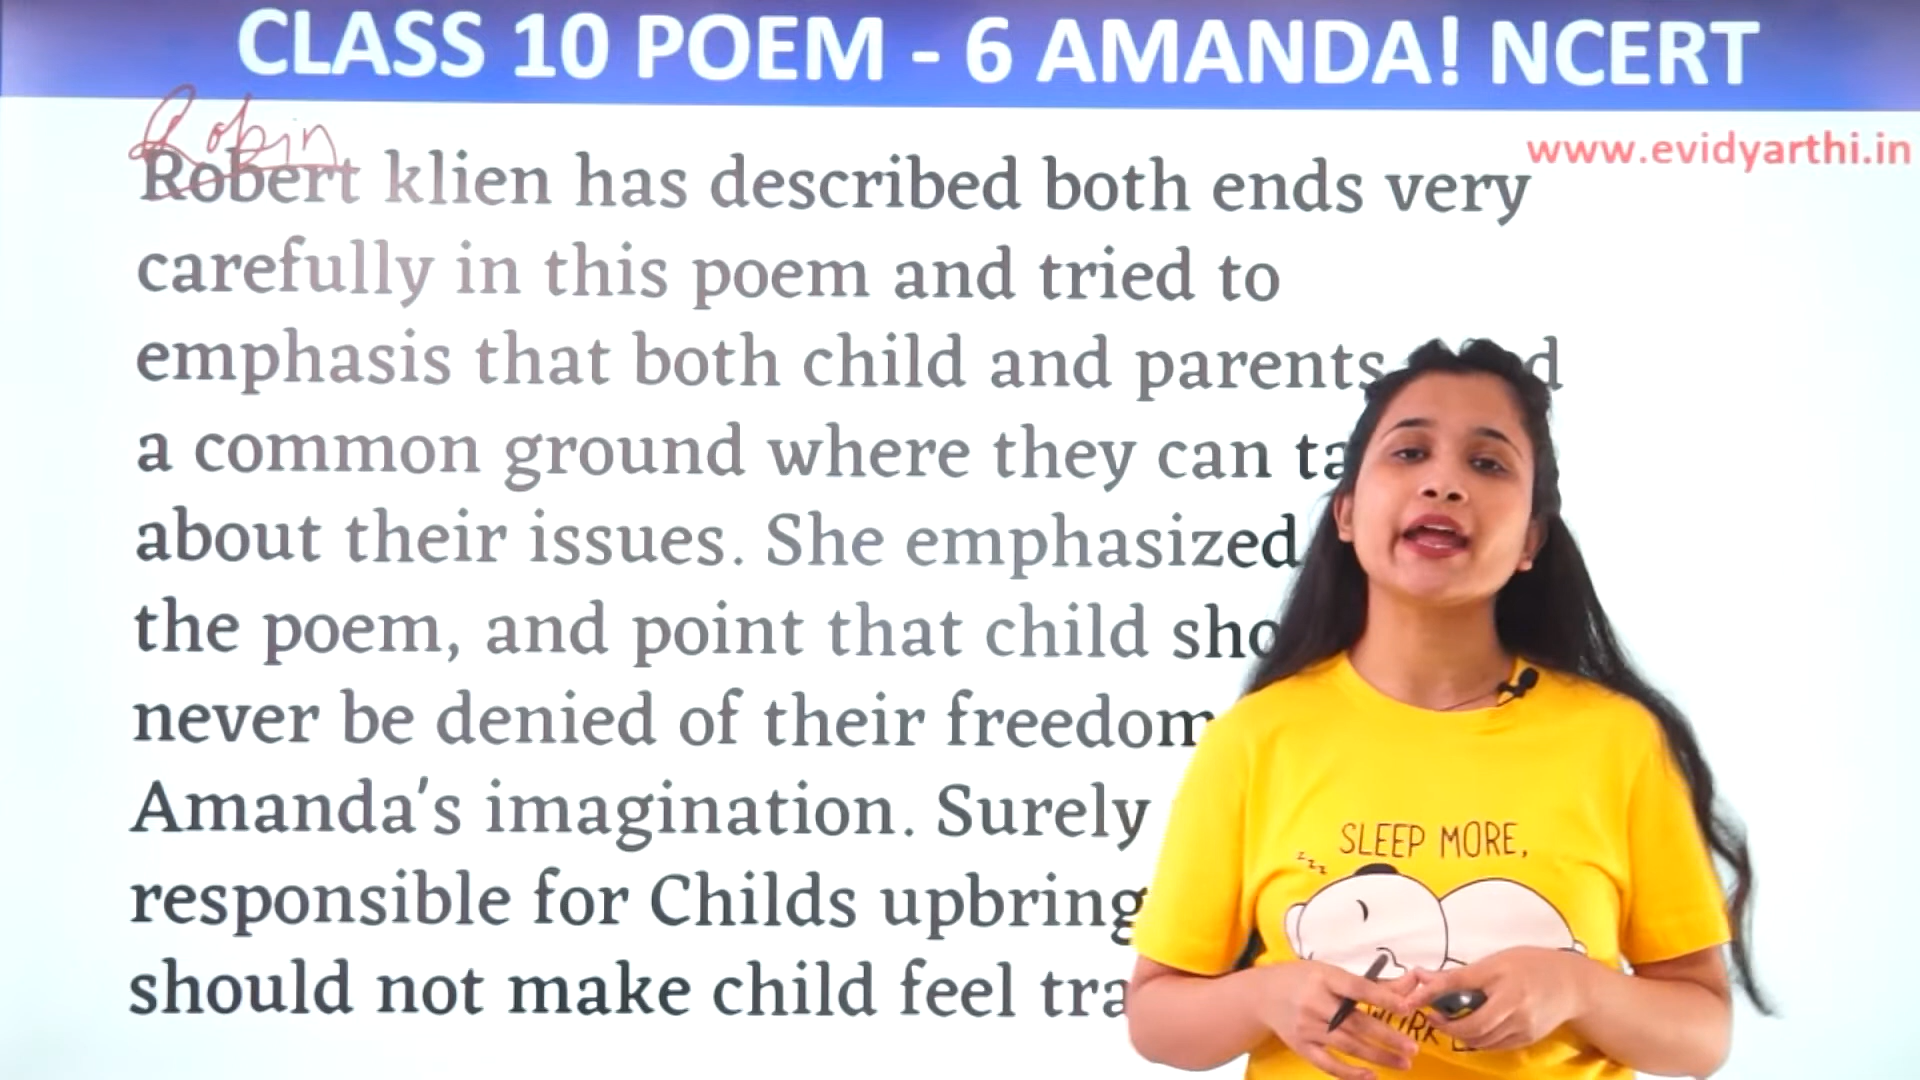 CLASS 10 POEM - 6 AMANDA! NCERT
www.evidyarthi.in
Robin
Robert klien has described both ends very
carefully in this poem and tried to
emphasis that both child and parents
a common ground where they can
about their issues. She emphasized
the poem, and point that child
never be denied of their freedom
Amanda's imagination. Surely
responsible for Childs
should not make child feel
SLEEP MORE,
zzz
WORK